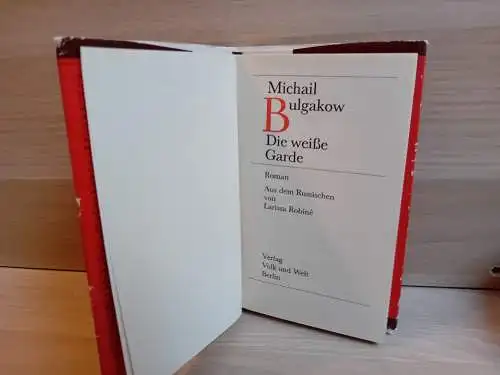 Michail
Bulgakow
Die weiße
Garde
Roman
Aus dem Russischen
von
Larissa Robiné
Verlag
Volk und Welt
Berlin